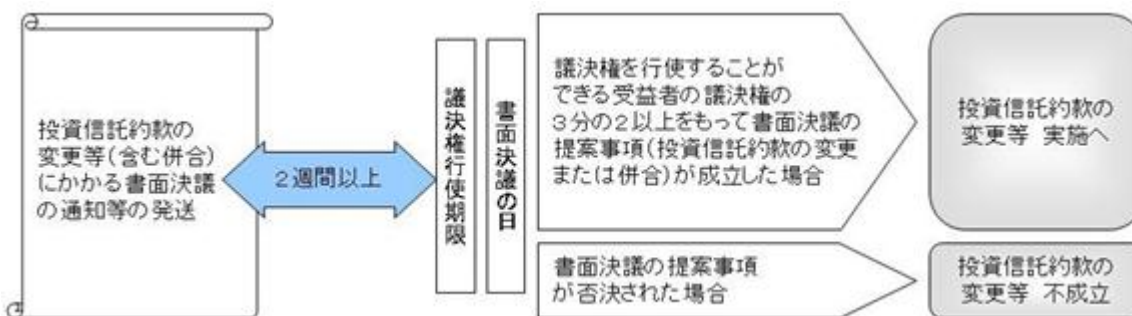 投資信託約款の
変更等(含む併合)
にかかる書面決議
の通知等の発送
2週間以上
議決権行使期限
書面決議の日
議決権を行使することが
できる受益者の議決権の
3分の2以上をもって書面決議の
提案事項(投資信託約款の変更
または併合)が成立した場合
投資信託約款の
変更等 実施へ
書面決議の提案事項
が否決された場合
投資信託約款の
変更等 不成立